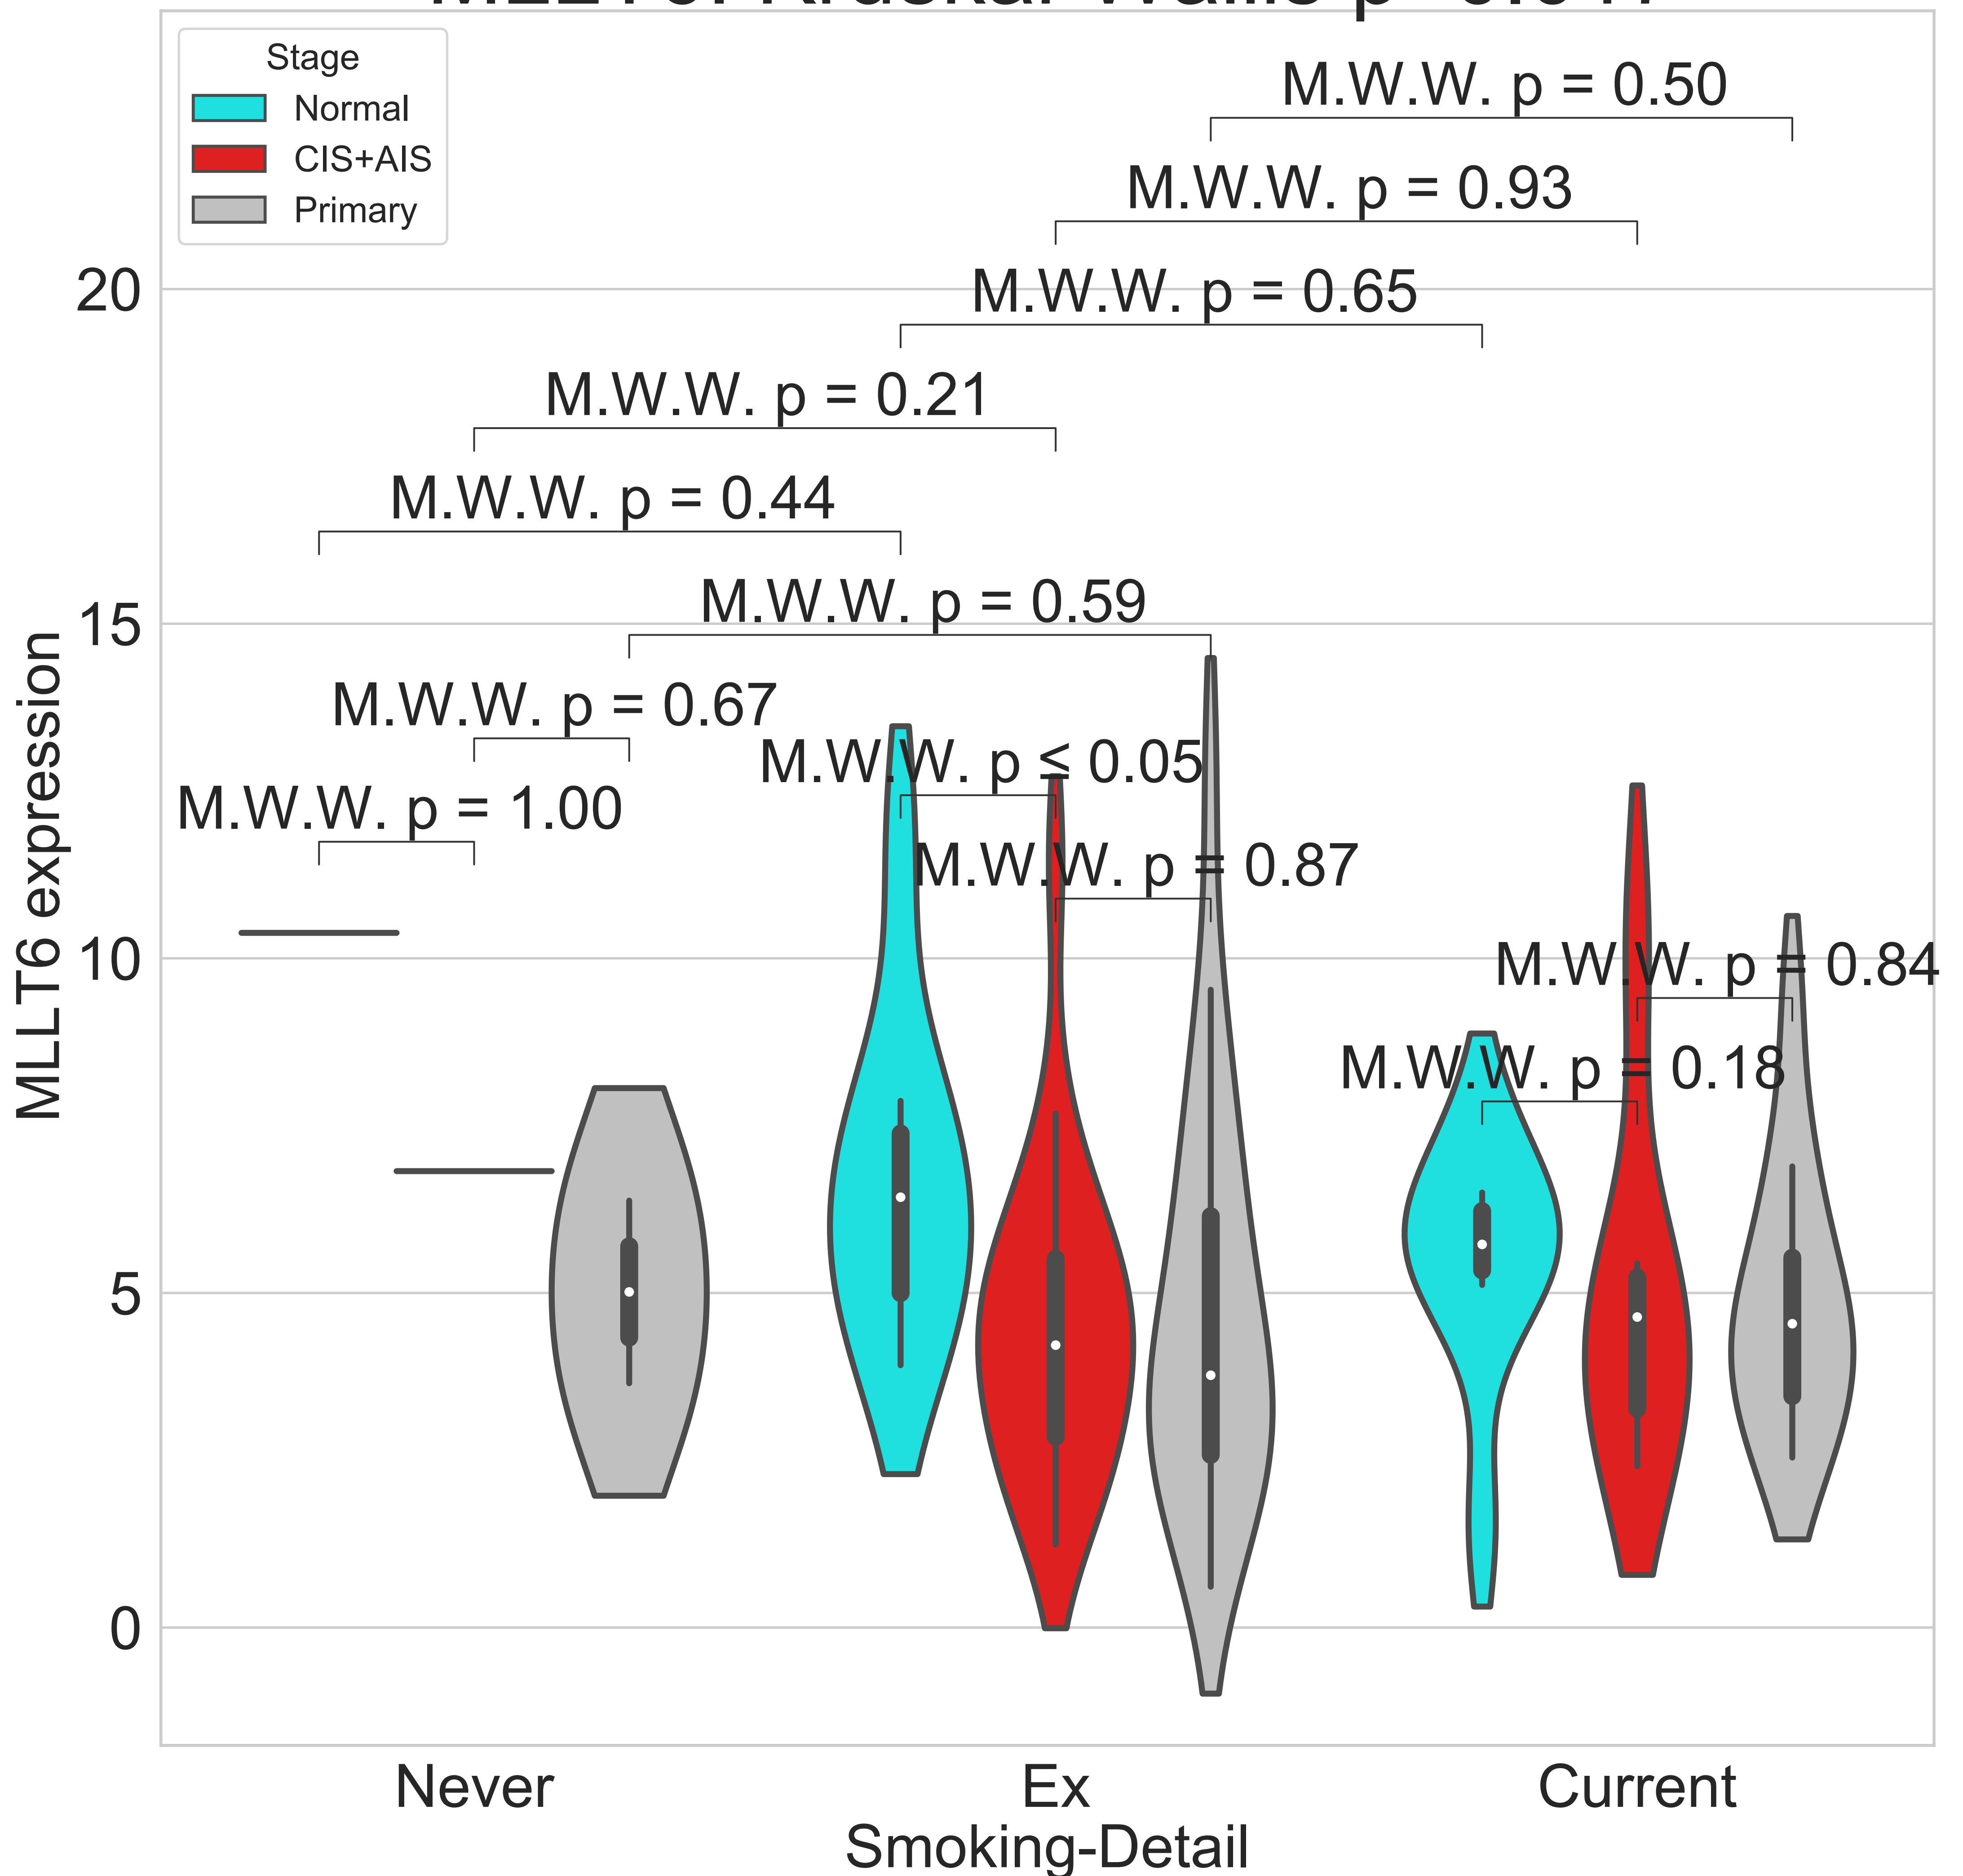 Stage
Normal
CIS+AIS
Primary
M.W.W. p = 0.50
M.W.W. p = 0.93
M.W.W. p = 0.65
M.W.W. p = 0.21
M.W.W. p = 0.44
M.W.W. p = 0.59
M.W.W. p = 0.67
M.W.W. p ≤ 0.05
M.W.W. p = 1.00
M.W.W. p = 0.87
M.W.W. p = 0.84
M.W.W. p = 0.18
20
15
10
5
0
MLLT6 expression
Never
Ex
Current
Smoking-Detail